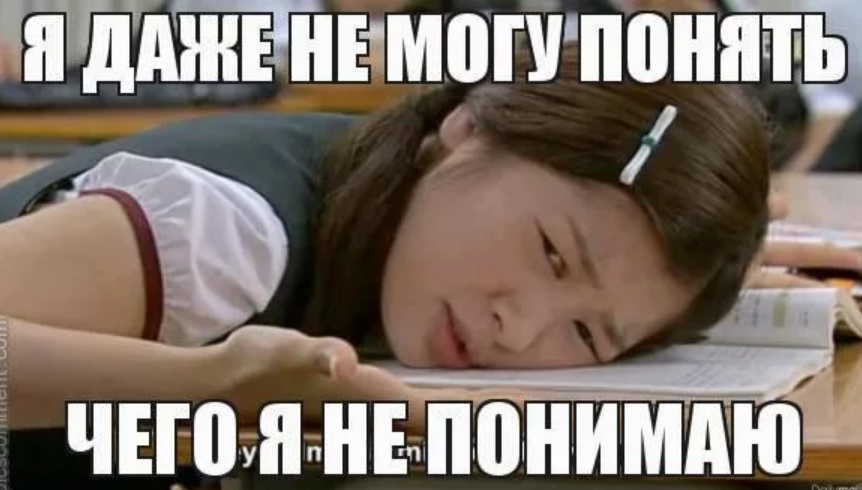 Я ДАЖЕ НЕ МОГУ ПОНЯТЬ
ЧЕГО Я НЕ ПОНИМАЮ